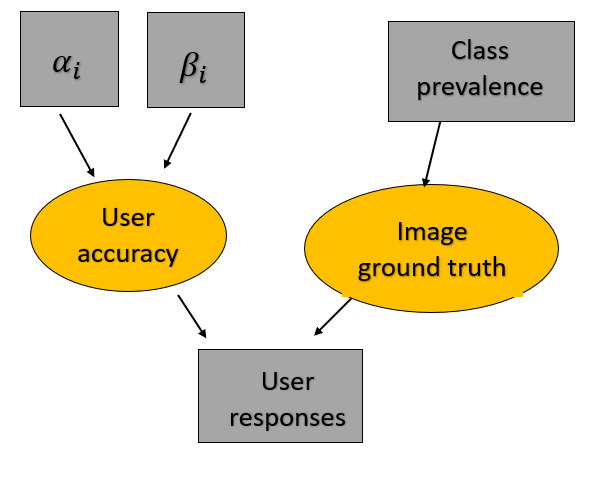 αᵢ
βᵢ
Class
prevalence
User
accuracy
Image
ground truth
User
responses